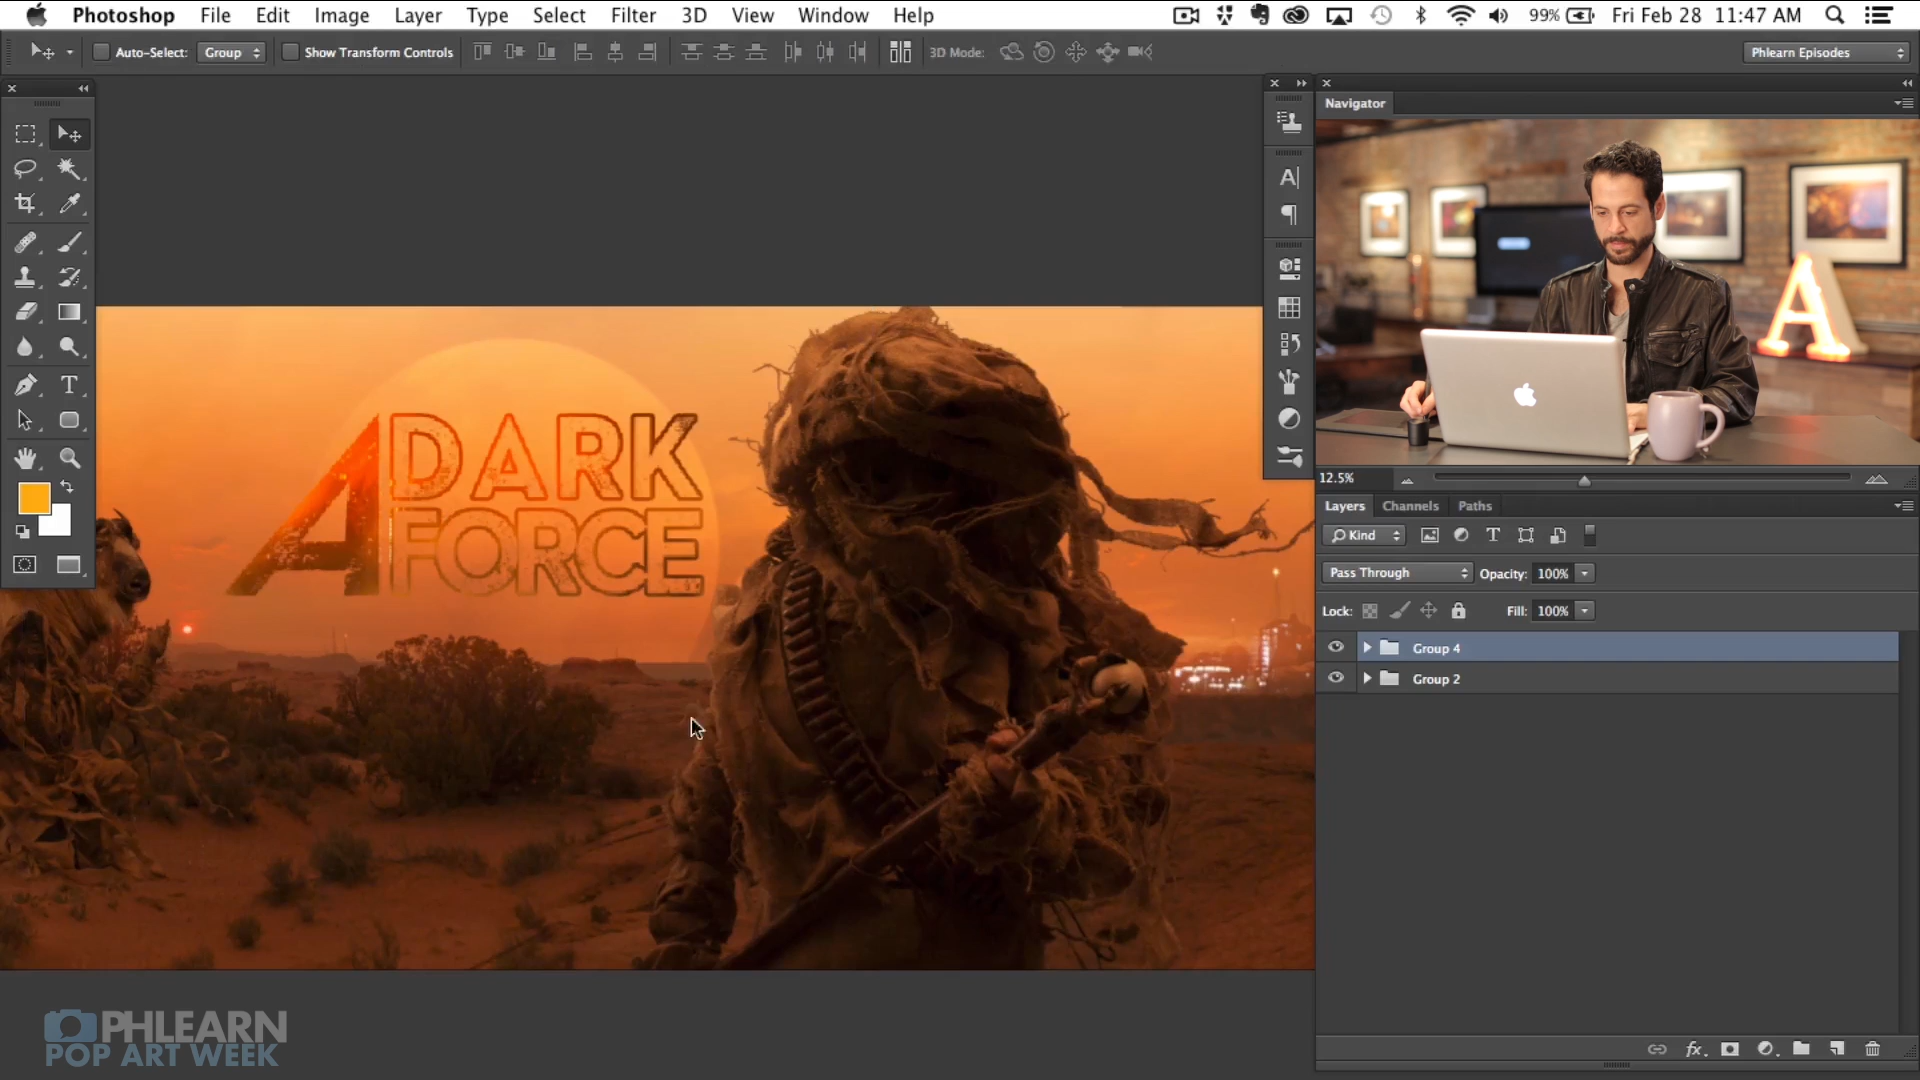 Photoshop File Edit Image Layer Type Select Filter 3D View Window Help 99% Fri Feb 28 11:47 AM
Auto-Select: Group Show Transform Controls 3D Mode: Phlearn Episodes
Navigator
A
12.5%
Layers Channels Paths
Kind
Pass Through Opacity: 100%
Lock: Fill: 100%
Group 4
Group 2
fx
A DARK
FORCE
PHLEARN
POP ART WEEK